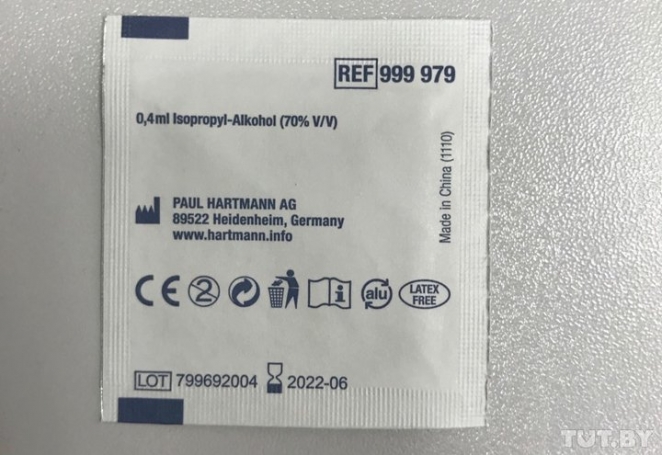 REF 999 979
0,4ml Isopropyl-Alkohol (70% V/V)
Made in China (1110)
PAUL HARTMANN AG
89522 Heidenheim, Germany
www.hartmann.info
CE 2 i alu LATEX
FREE
LOT 799692004 2022-06
TUT.BY